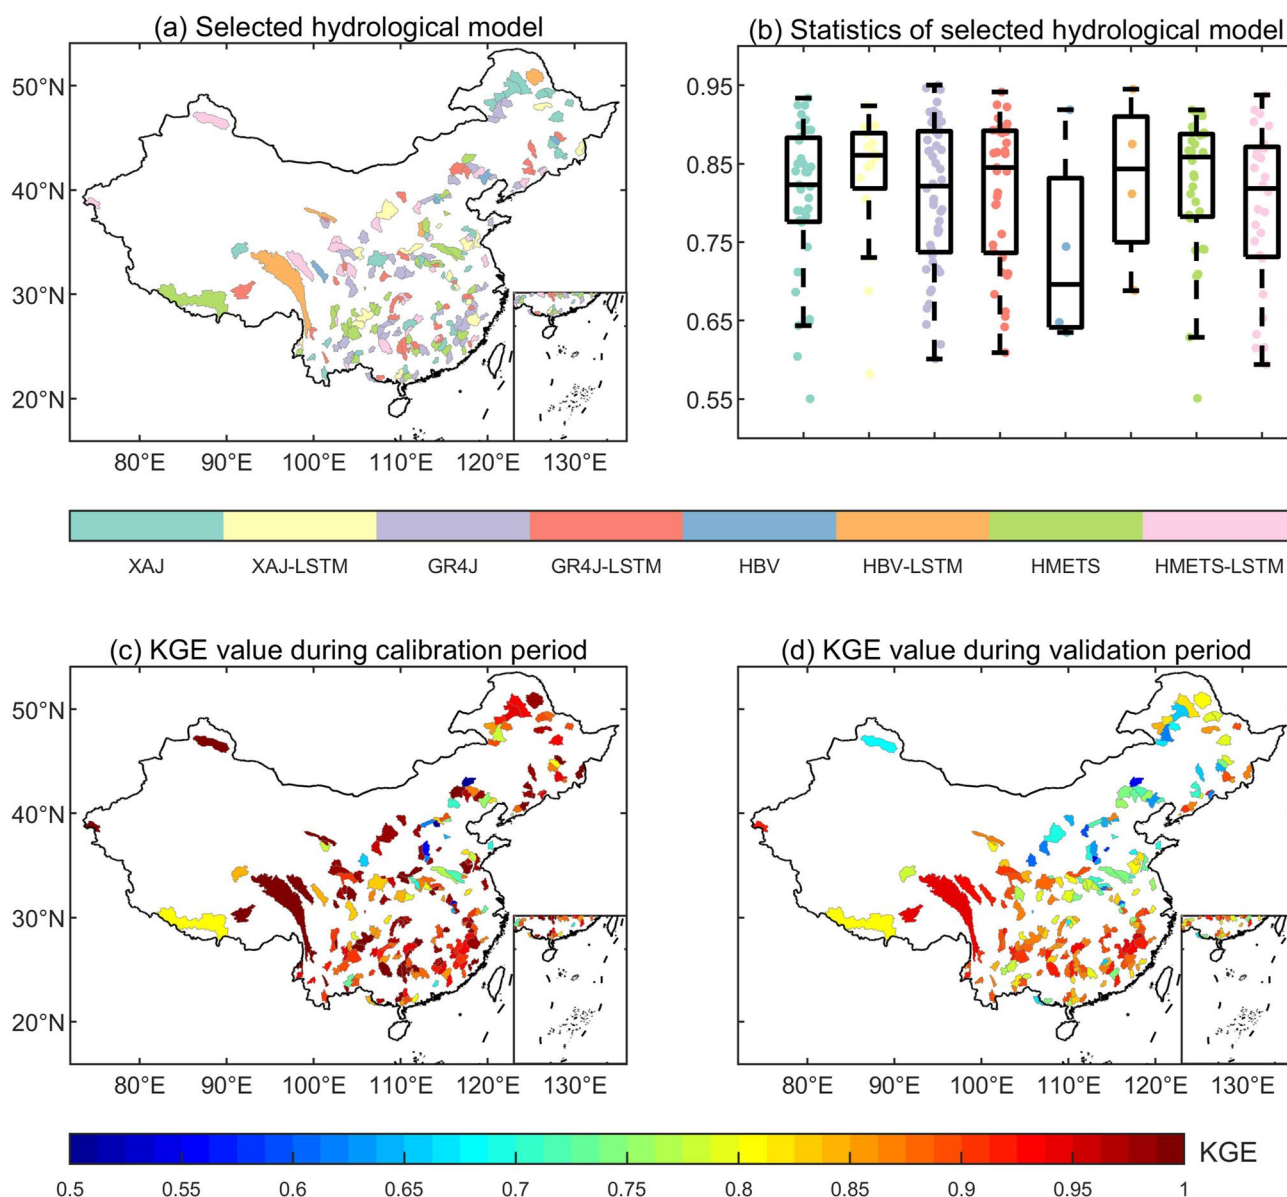 (a) Selected hydrological model
(b) Statistics of selected hydrological model
50°N
40°N
30°N
20°N
80°E 90°E 100°E 110°E 120°E 130°E
0.95
0.85
0.75
0.65
0.55
XAJ XAJ-LSTM GR4J GR4J-LSTM HBV HBV-LSTM HMETS HMETS-LSTM
(c) KGE value during calibration period
(d) KGE value during validation period
50°N
40°N
30°N
20°N
80°E 90°E 100°E 110°E 120°E 130°E
50°N
40°N
30°N
20°N
80°E 90°E 100°E 110°E 120°E 130°E
KGE
0.5 0.55 0.6 0.65 0.7 0.75 0.8 0.85 0.9 0.95 1